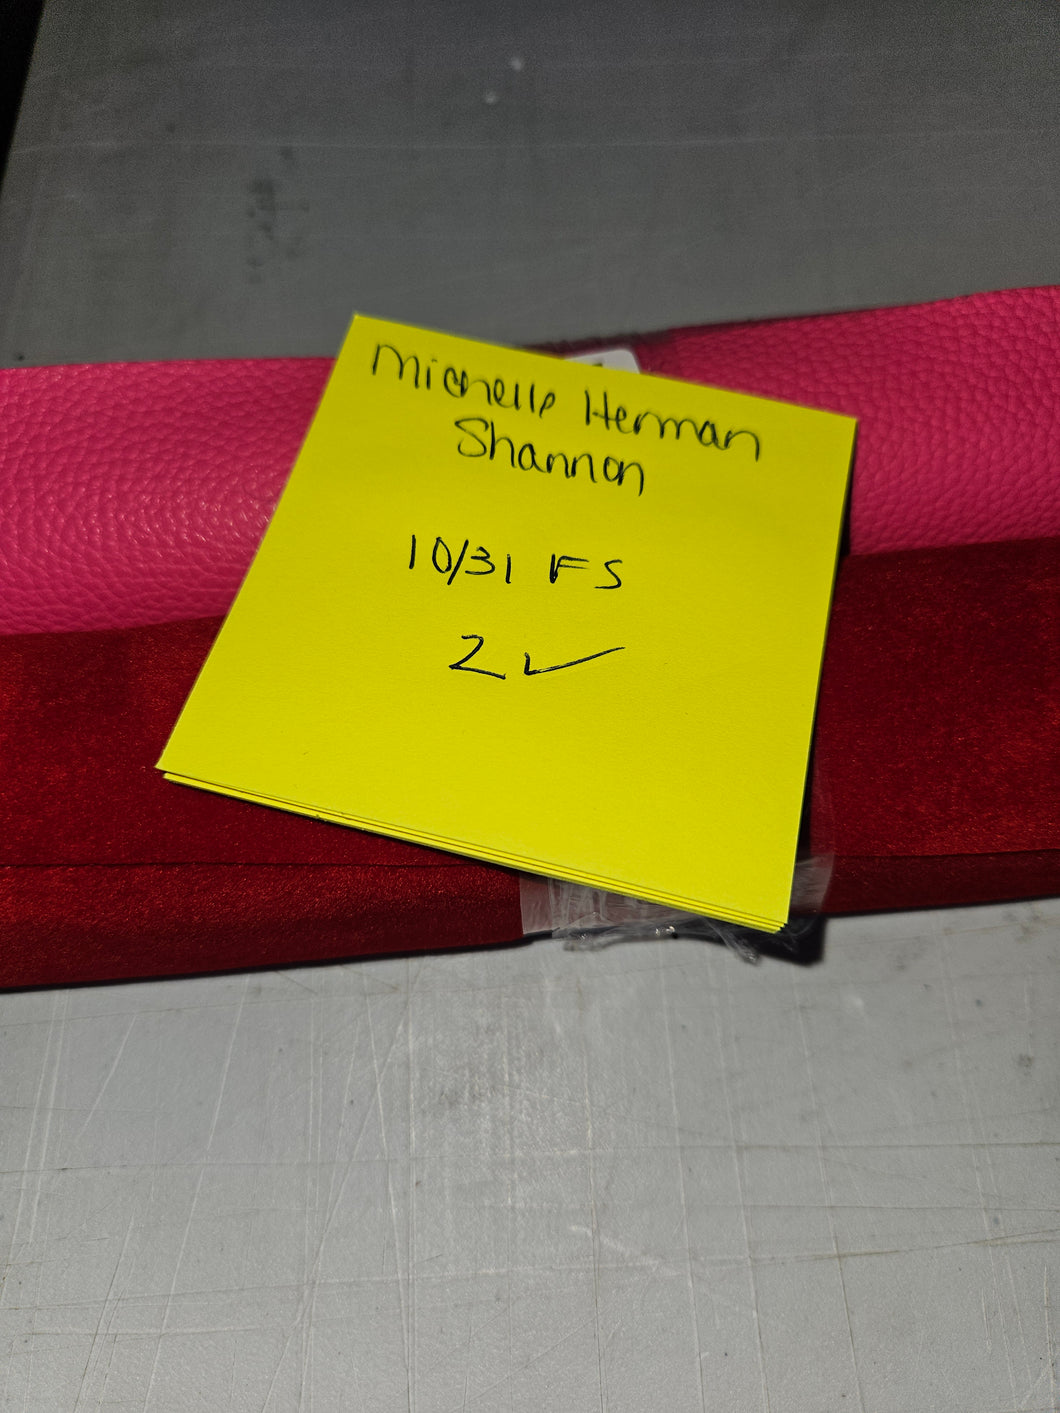 Michelle Herman
Shannon
10/31 FS
2 ✓